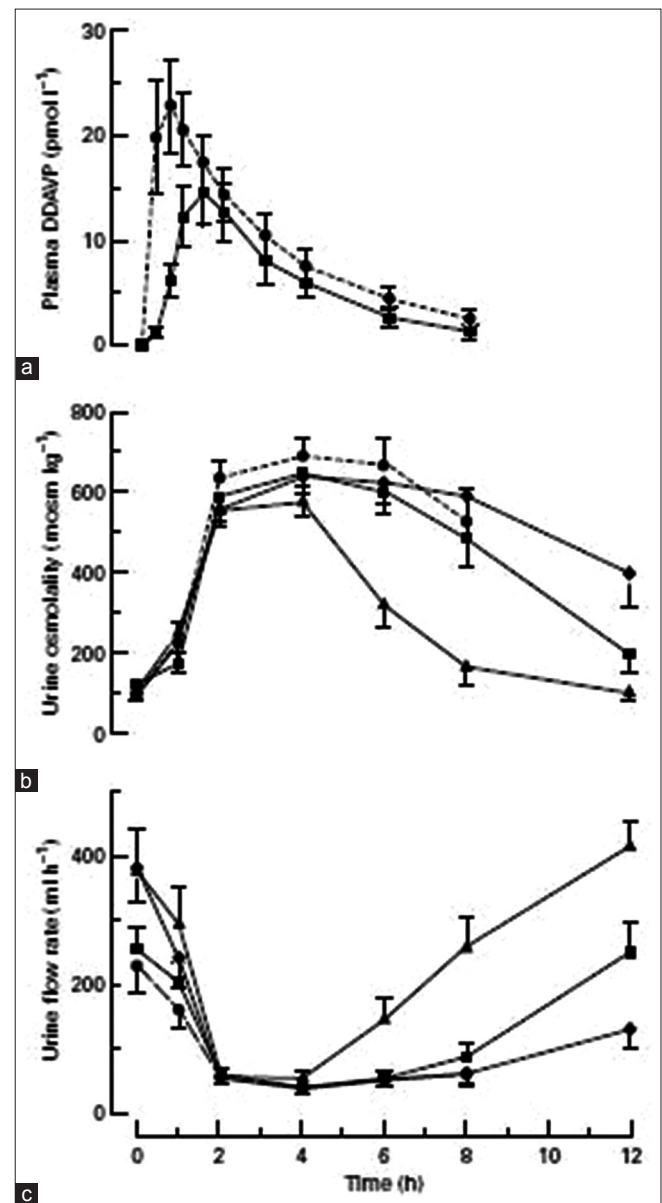 30
20
10
0
Plasma DDAVP (pmol l⁻¹)
a
800
600
400
200
0
Urine osmolality (mosm kg⁻¹)
b
400
200
0
Urine flow rate (ml h⁻¹)
0 2 4 6 8 10 12
Time (h)
c